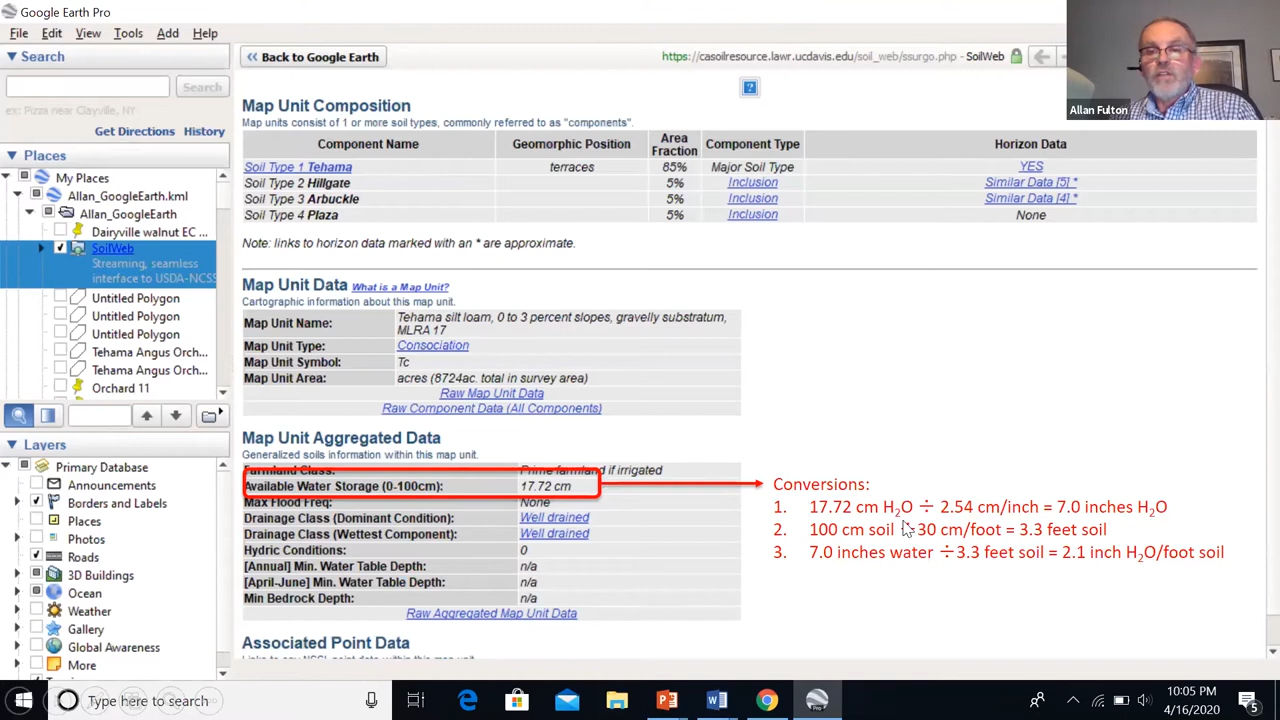 Google Earth Pro
File Edit View Tools Add Help
Search
Search
ex: Pizza near Clayville, NY
Get Directions History
Places
My Places
Allan_GoogleEarth.kml
Allan_GoogleEarth
Dairyville walnut EC ...
SoilWeb
Streaming, seamless
interface to USDA-NCSS
Untitled Polygon
Untitled Polygon
Untitled Polygon
Tehama Angus Orch...
Tehama Angus Orch...
Orchard 11
Layers
Primary Database
Announcements
Borders and Labels
Places
Photos
Roads
3D Buildings
Ocean
Weather
Gallery
Global Awareness
More
Back to Google Earth
https://casoilresource.lawr.ucdavis.edu/soil_web/ssurgo.php - SoilWeb
?
Allan Fulton
Map Unit Composition
Map units consist of 1 or more soil types, commonly referred to as "components".
Component Name Geomorphic Position Area Fraction Component Type Horizon Data
Soil Type 1 Tehama terraces 85% Major Soil Type YES
Soil Type 2 Hillgate 5% Inclusion Similar Data [5] *
Soil Type 3 Arbuckle 5% Inclusion Similar Data [4] *
Soil Type 4 Plaza 5% Inclusion None
Note: links to horizon data marked with an * are approximate.
Map Unit Data What is a Map Unit?
Cartographic information about this map unit.
Map Unit Name: Tehama silt loam, 0 to 3 percent slopes, gravelly substratum,
MLRA 17
Map Unit Type: Consociation
Map Unit Symbol: Tc
Map Unit Area: acres (8724ac. total in survey area)
Raw Map Unit Data
Raw Component Data (All Components)
Map Unit Aggregated Data
Generalized soils information within this map unit.
Farmland Class: Prime farmland if irrigated
Available Water Storage (0-100cm): 17.72 cm
Max Flood Freq: None
Drainage Class (Dominant Condition): Well drained
Drainage Class (Wettest Component): Well drained
Hydric Conditions: 0
[Annual] Min. Water Table Depth: n/a
[April-June] Min. Water Table Depth: n/a
Min Bedrock Depth: n/a
Raw Aggregated Map Unit Data
Associated Point Data
Conversions:
1. 17.72 cm H2O ÷ 2.54 cm/inch = 7.0 inches H2O
2. 100 cm soil ÷ 30 cm/foot = 3.3 feet soil
3. 7.0 inches water ÷ 3.3 feet soil = 2.1 inch H2O/foot soil
Type here to search
10:05 PM
4/16/2020
5